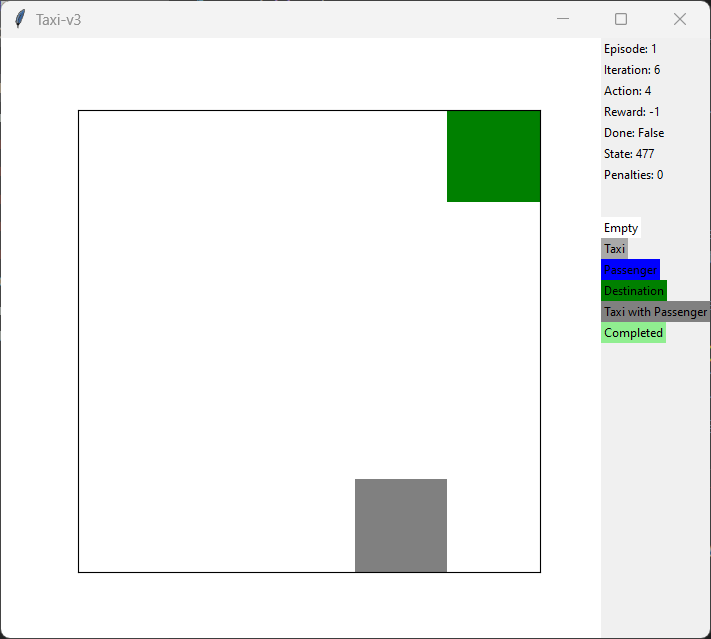 Taxi-v3
Episode: 1
Iteration: 6
Action: 4
Reward: -1
Done: False
State: 477
Penalties: 0
Empty
Taxi
Passenger
Destination
Taxi with Passenger
Completed